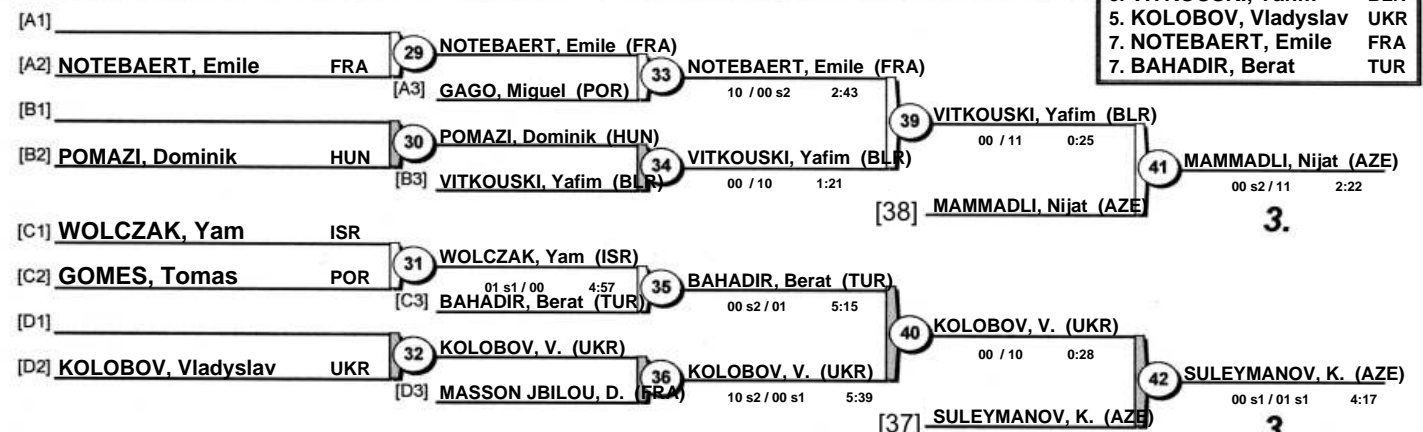 5. KOLOBOV, Vladyslav UKR
7. NOTEBAERT, Emile FRA
7. BAHADIR, Berat TUR
[A1]
[A2] NOTEBAERT, Emile FRA
29
NOTEBAERT, Emile (FRA)
[A3] GAGO, Miguel (POR)
33
NOTEBAERT, Emile (FRA)
10 / 00 s2 2:43
[B1]
[B2] POMAZI, Dominik HUN
30
POMAZI, Dominik (HUN)
[B3] VITKOUSKI, Yafim (BLR)
34
VITKOUSKI, Yafim (BLR)
00 / 10 1:21
39
VITKOUSKI, Yafim (BLR)
00 / 11 0:25
[38] MAMMADLI, Nijat (AZE)
41
MAMMADLI, Nijat (AZE)
00 s2 / 11 2:22
3.
[C1] WOLCZAK, Yam ISR
[C2] GOMES, Tomas POR
31
WOLCZAK, Yam (ISR)
01 s1 / 00 4:57
[C3] BAHADIR, Berat (TUR)
35
BAHADIR, Berat (TUR)
00 s2 / 01 5:15
[D1]
[D2] KOLOBOV, Vladyslav UKR
32
KOLOBOV, V. (UKR)
[D3] MASSON JBILOU, D. (FRA)
36
KOLOBOV, V. (UKR)
10 s2 / 00 s1 5:39
40
KOLOBOV, V. (UKR)
00 / 10 0:28
[37] SULEYMANOV, K. (AZE)
42
SULEYMANOV, K. (AZE)
00 s1 / 01 s1 4:17
3